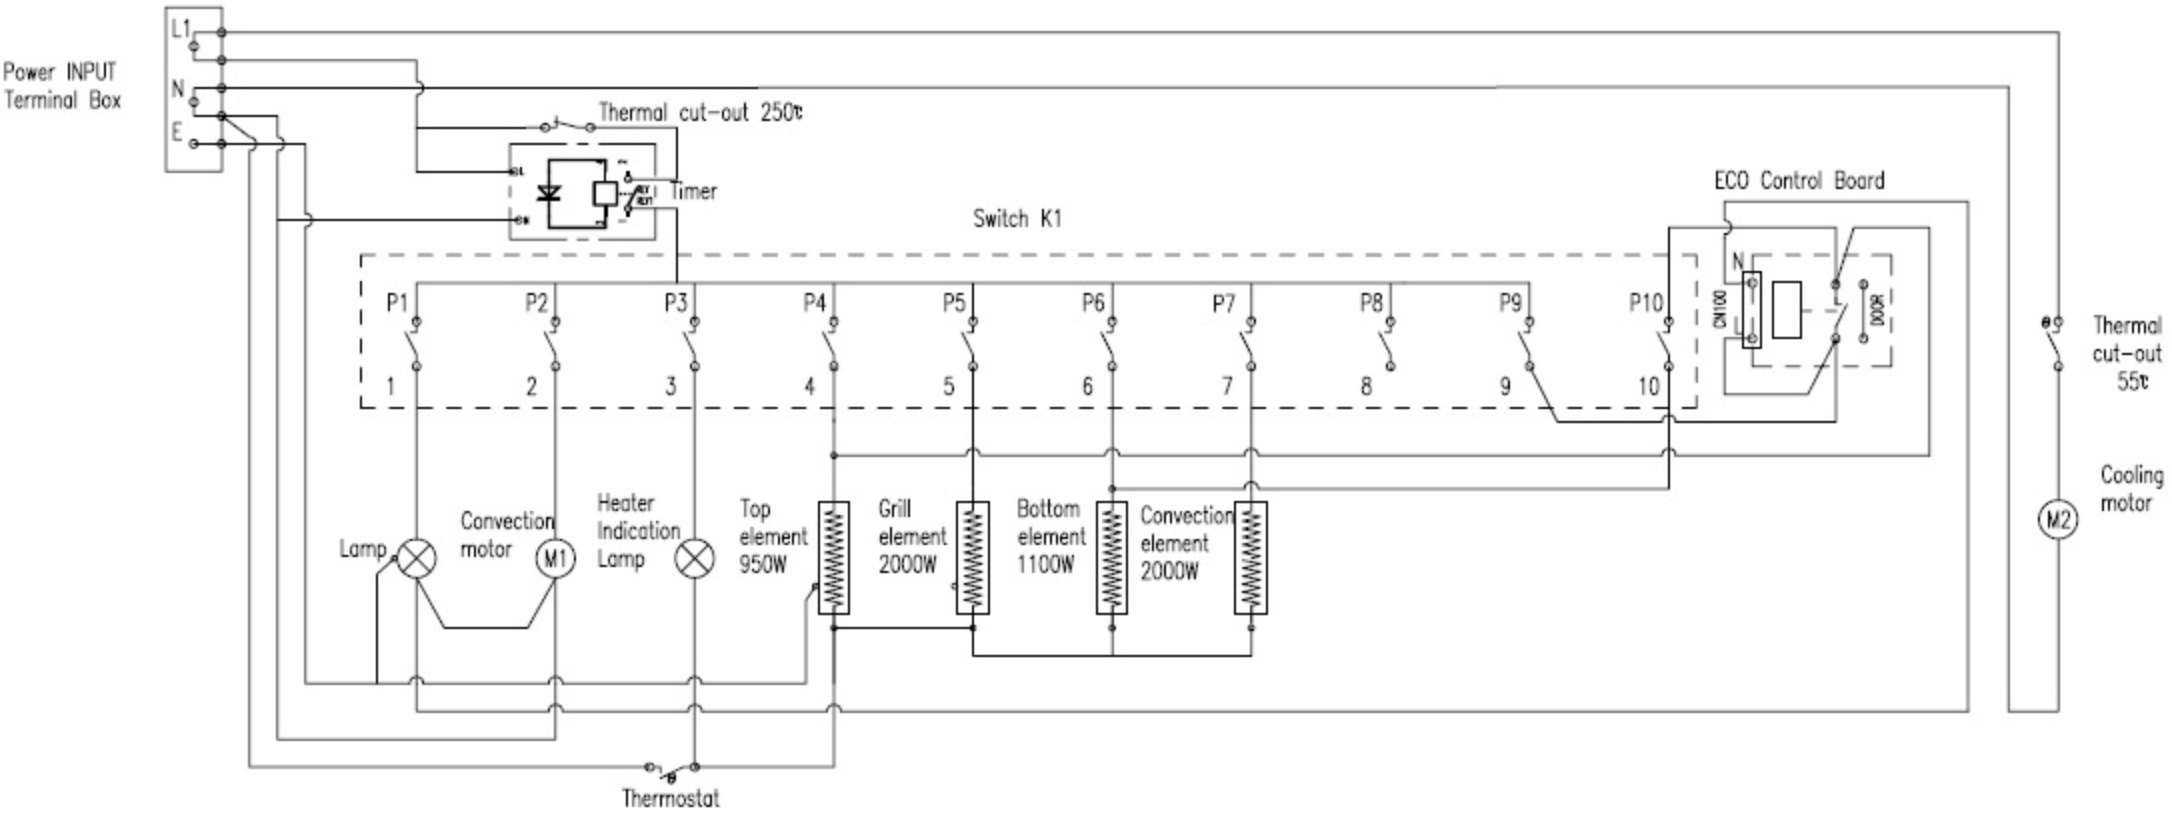 L1
Power INPUT
Terminal Box
N
E
Thermal cut-out 250℃
L
N
Timer
ECO Control Board
Switch K1
N
P1
P2
P3
P4
P5
P6
P7
P8
P9
P10
CN100
L
DOOR
Thermal
cut-out
55℃
1
2
3
4
5
6
7
8
9
10
Cooling
motor
M2
Lamp
Convection
motor
M1
Heater
Indication
Lamp
Top
element
950W
Grill
element
2000W
Bottom
element
1100W
Convection
element
2000W
Thermostat